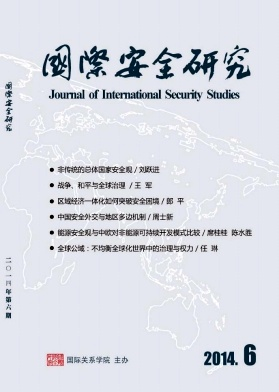 國際安全研究
Journal of International Security Studies
國際安全研究
二〇一四年第六期
● 非传统的总体国家安全观 / 刘跃进
● 战争、和平与全球治理 / 王 军
● 区域经济一体化如何突破安全困境 / 郎 平
● 中国安全外交与地区多边机制 / 周士新
● 能源安全观与中欧对非能源可持续开发模式比较 / 席桂桂 陈水胜
● 全球公域：不均衡全球化世界中的治理与权力 / 任 琳
国际关系学院 主办
2014. 6